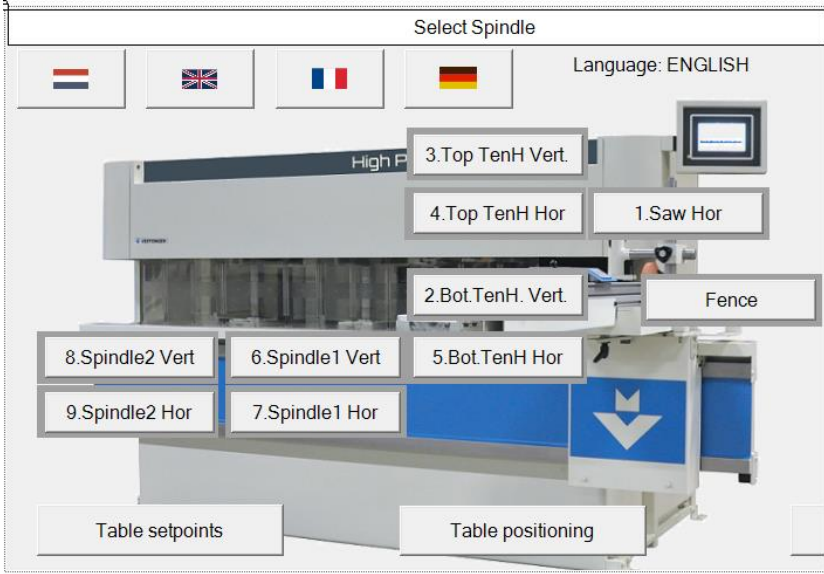 Select Spindle
Language: ENGLISH
High P
3.Top TenH Vert.
4.Top TenH Hor
1.Saw Hor
2.Bot.TenH. Vert.
Fence
8.Spindle2 Vert
6.Spindle1 Vert
5.Bot.TenH Hor
9.Spindle2 Hor
7.Spindle1 Hor
Table setpoints
Table positioning